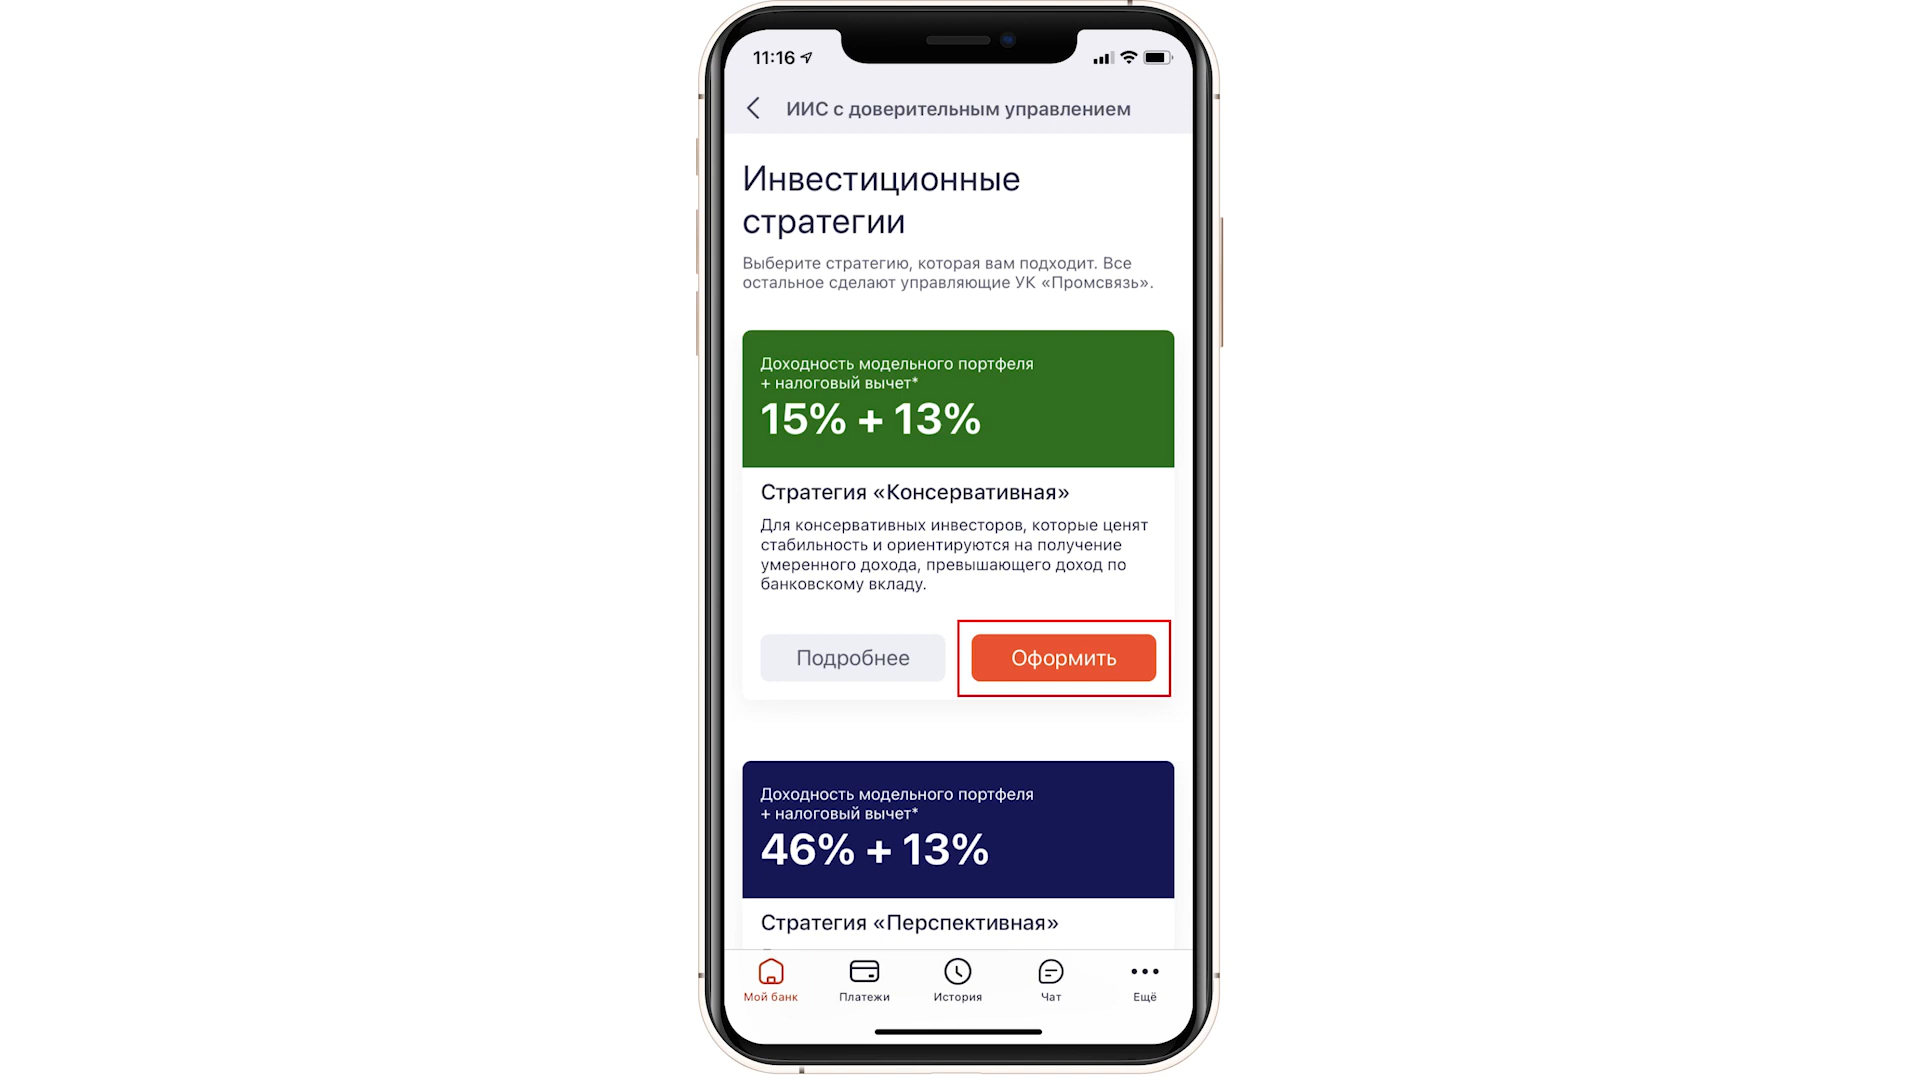 11:16
ИИС с доверительным управлением
Инвестиционные
стратегии
Выберите стратегию, которая вам подходит. Все
остальное сделают управляющие УК «Промсвязь».
Доходность модельного портфеля
+ налоговый вычет*
15% + 13%
Стратегия «Консервативная»
Для консервативных инвесторов, которые ценят
стабильность и ориентируются на получение
умеренного дохода, превышающего доход по
банковскому вкладу.
Подробнее
Оформить
Доходность модельного портфеля
+ налоговый вычет*
46% + 13%
Стратегия «Перспективная»
Мой банк
Платежи
История
Чат
Ещё